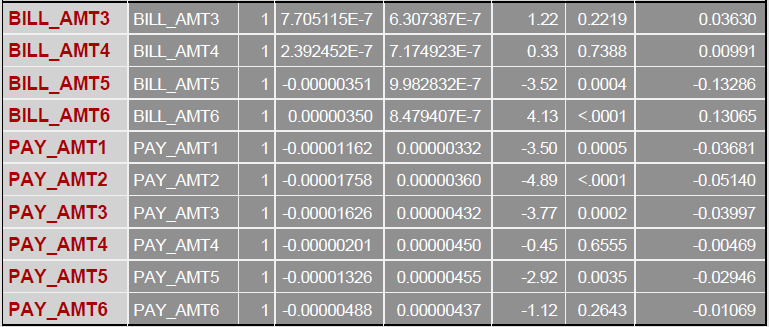 BILL_AMT3 BILL_AMT3 1 7.705115E-7 6.307387E-7 1.22 0.2219 0.03630
BILL_AMT4 BILL_AMT4 1 2.392452E-7 7.174923E-7 0.33 0.7388 0.00991
BILL_AMT5 BILL_AMT5 1 -0.00000351 9.982832E-7 -3.52 0.0004 -0.13286
BILL_AMT6 BILL_AMT6 1 0.00000350 8.479407E-7 4.13 <.0001 0.13065
PAY_AMT1 PAY_AMT1 1 -0.00001162 0.00000332 -3.50 0.0005 -0.03681
PAY_AMT2 PAY_AMT2 1 -0.00001758 0.00000360 -4.89 <.0001 -0.05140
PAY_AMT3 PAY_AMT3 1 -0.00001626 0.00000432 -3.77 0.0002 -0.03997
PAY_AMT4 PAY_AMT4 1 -0.00000201 0.00000450 -0.45 0.6555 -0.00469
PAY_AMT5 PAY_AMT5 1 -0.00001326 0.00000455 -2.92 0.0035 -0.02946
PAY_AMT6 PAY_AMT6 1 -0.00000488 0.00000437 -1.12 0.2643 -0.01069